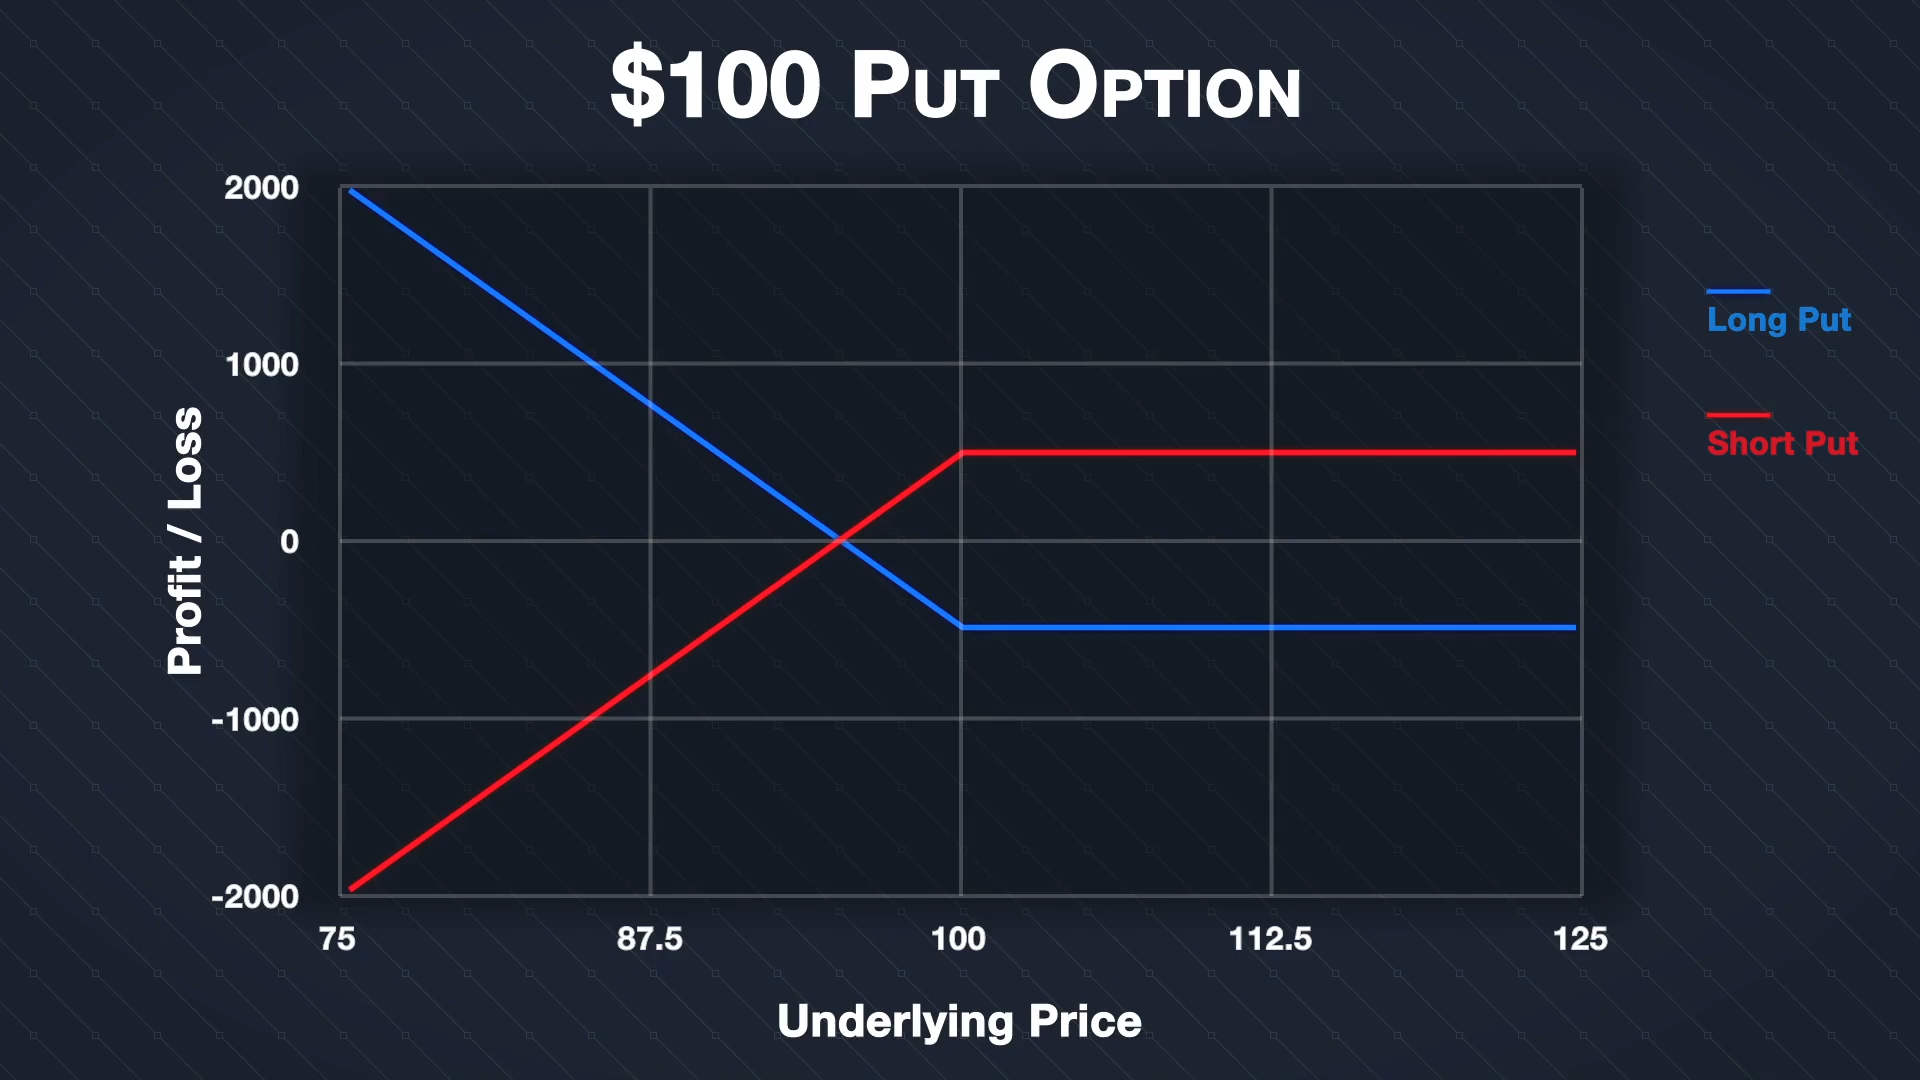 $100 Put Option
2000
1000
0
-1000
-2000
Profit / Loss
75
87.5
100
112.5
125
Underlying Price
Long Put
Short Put